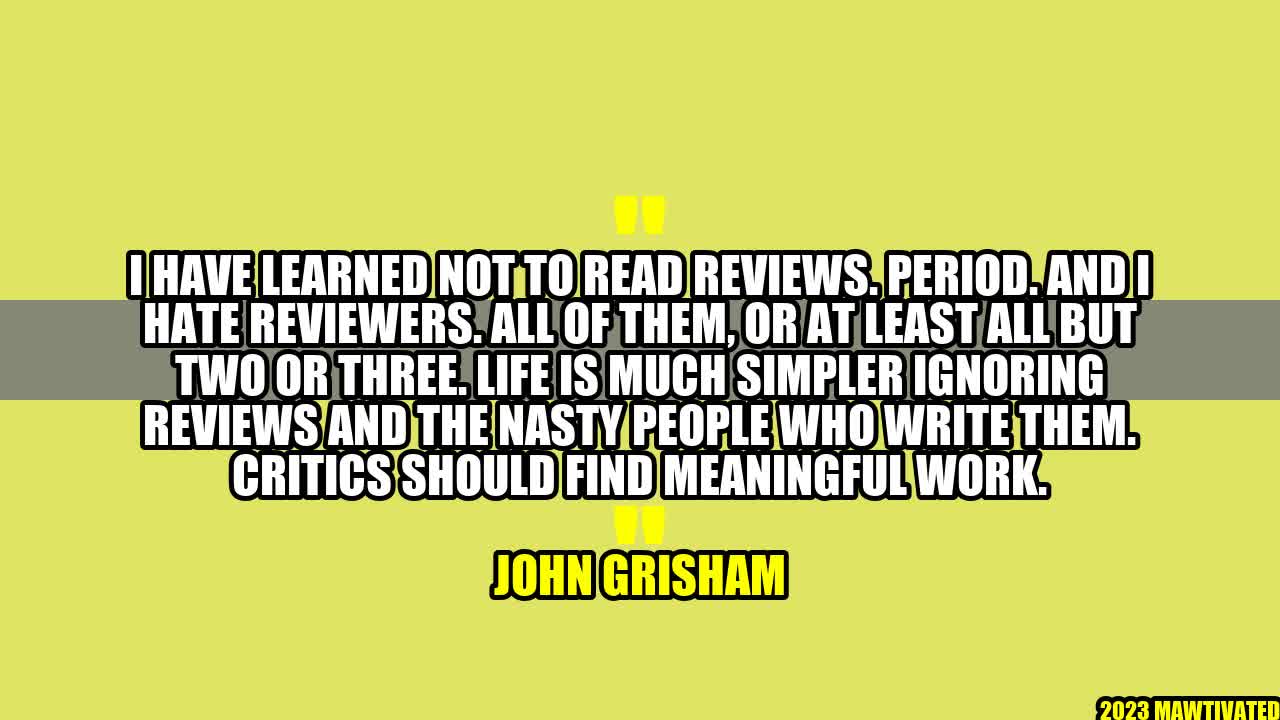 "
I HAVE LEARNED NOT TO READ REVIEWS. PERIOD. AND I
HATE REVIEWERS. ALL OF THEM, OR AT LEAST ALL BUT
TWO OR THREE. LIFE IS MUCH SIMPLER IGNORING
REVIEWS AND THE NASTY PEOPLE WHO WRITE THEM.
CRITICS SHOULD FIND MEANINGFUL WORK.
"
JOHN GRISHAM
2023 MAWTIVATED